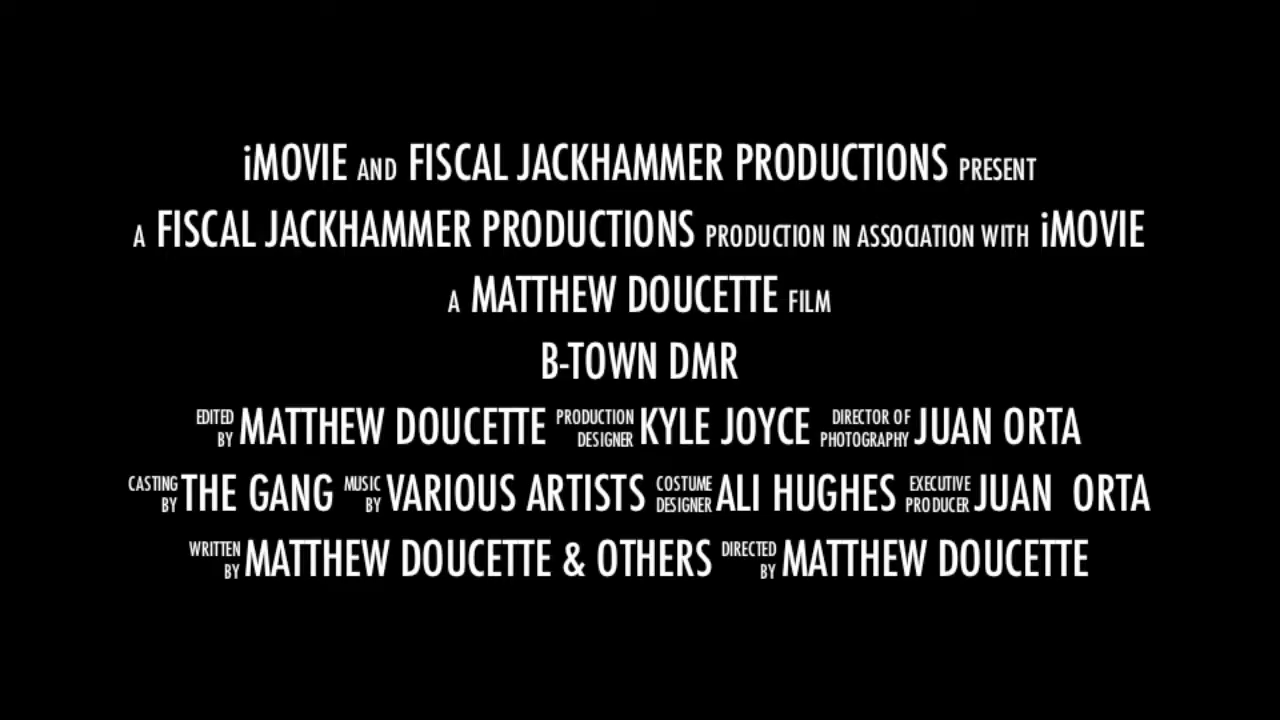 iMOVIE AND FISCAL JACKHAMMER PRODUCTIONS PRESENT
A FISCAL JACKHAMMER PRODUCTIONS PRODUCTION IN ASSOCIATION WITH iMOVIE
A MATTHEW DOUCETTE FILM
B-TOWN DMR
EDITED BY MATTHEW DOUCETTE PRODUCTION DESIGNER KYLE JOYCE DIRECTOR OF PHOTOGRAPHY JUAN ORTA
CASTING BY THE GANG MUSIC BY VARIOUS ARTISTS COSTUME DESIGNER ALI HUGHES EXECUTIVE PRODUCER JUAN ORTA
WRITTEN BY MATTHEW DOUCETTE & OTHERS DIRECTED BY MATTHEW DOUCETTE